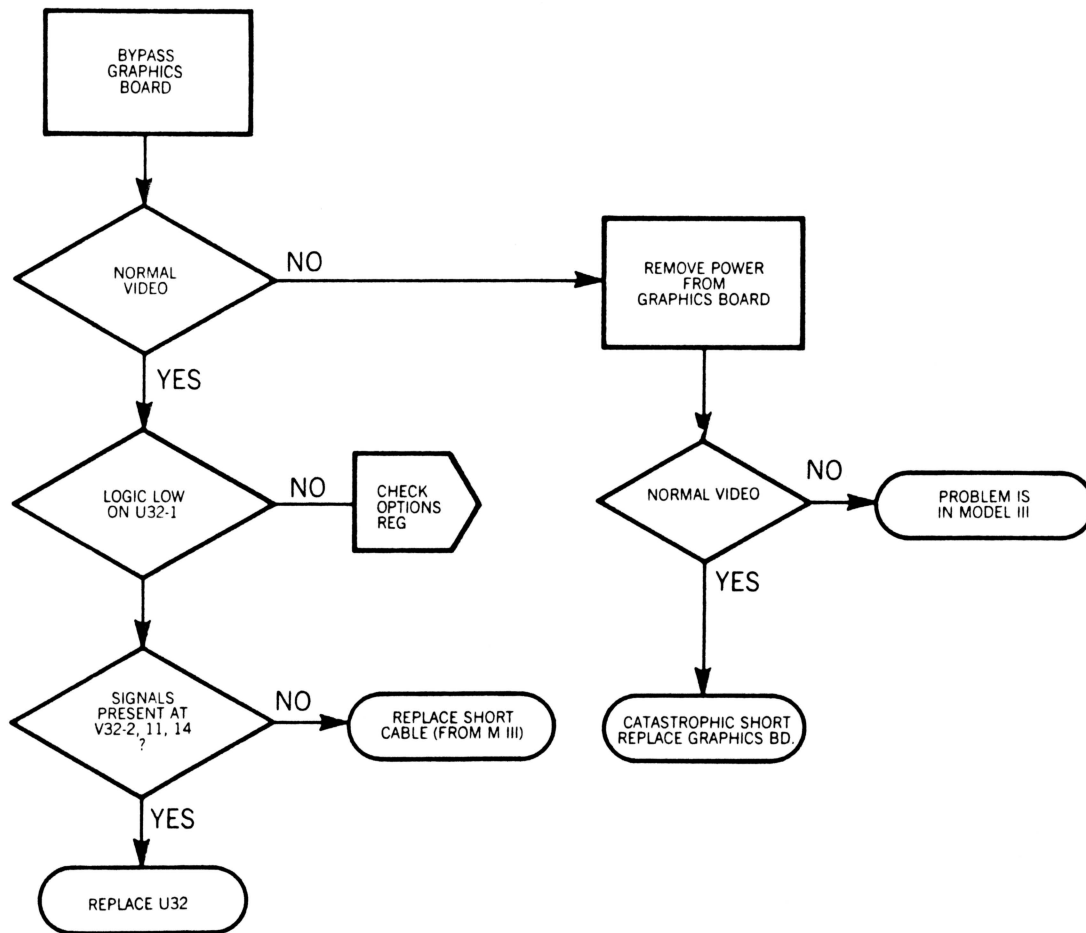 BYPASS
GRAPHICS
BOARD
NORMAL
VIDEO
NO
REMOVE POWER
FROM
GRAPHICS BOARD
YES
LOGIC LOW
ON U32-1
NO
CHECK
OPTIONS
REG
NORMAL VIDEO
NO
PROBLEM IS
IN MODEL III
YES
SIGNALS
PRESENT AT
V32-2, 11, 14
?
NO
REPLACE SHORT
CABLE (FROM M III)
CATASTROPHIC SHORT
REPLACE GRAPHICS BD.
YES
REPLACE U32